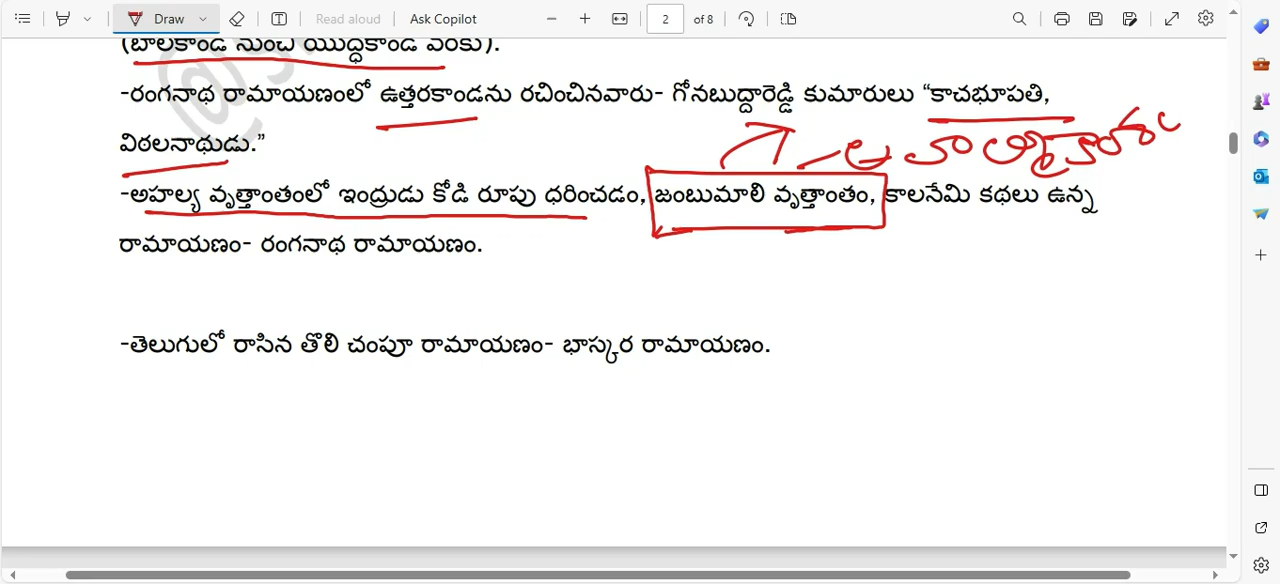 Draw
Read aloud
Ask Copilot
2 of 8
(బాలకాండ నుంచి యుద్ధకాండ వరకు).
-రంగనాథ రామాయణంలో ఉత్తరకాండను రచించినవారు- గోనబుద్దారెడ్డి కుమారులు “కాచభూపతి,
విఠలనాథుడు.”
-అహల్య వృత్తాంతంలో ఇంద్రుడు కోడి రూపు ధరించడం, జంబుమాలి వృత్తాంతం, కాలనేమి కథలు ఉన్న
రామాయణం- రంగనాథ రామాయణం.
-తెలుగులో రాసిన తొలి చంపూ రామాయణం- భాస్కర రామాయణం.